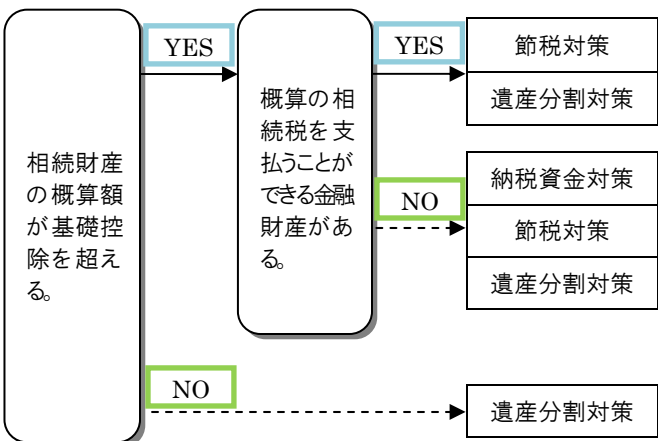 相続財産
の概算額
が基礎控
除を超え
る。
YES
概算の相
続税を支
払うことが
できる金融
財産があ
る。
YES
節税対策
遺産分割対策
NO
納税資金対策
節税対策
遺産分割対策
NO
遺産分割対策